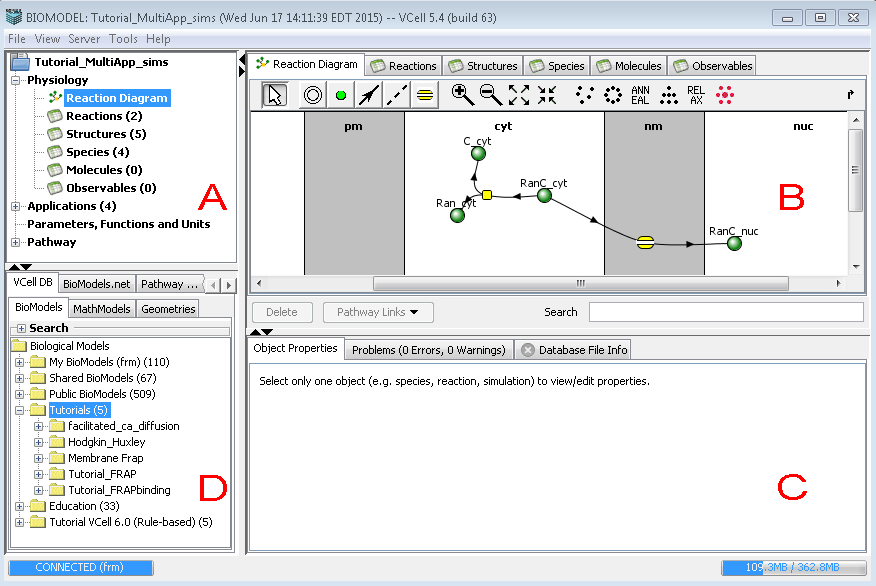 BIOMODEL: Tutorial_MultiApp_sims (Wed Jun 17 14:11:39 EDT 2015) -- VCell 5.4 (build 63)
File View Server Tools Help
Tutorial_MultiApp_sims
Physiology
Reaction Diagram
Reactions (2)
Structures (5)
Species (4)
Molecules (0)
Observables (0)
Applications (4)
Parameters, Functions and Units
Pathway
A
Reaction Diagram Reactions Structures Species Molecules Observables
ANN EAL
REL AX
pm cyt nm nuc
C_cyt
RanC_cyt
Ran_cyt
RanC_nuc
B
Delete Pathway Links Search
VCell DB BioModels.net Pathway ...
BioModels MathModels Geometries
Search
Biological Models
My BioModels (frm) (110)
Shared BioModels (67)
Public BioModels (509)
Tutorials (5)
facilitated_ca_diffusion
Hodgkin_Huxley
Membrane Frap
Tutorial_FRAP
Tutorial_FRAPbinding
Education (33)
Tutorial VCell 6.0 (Rule-based) (5)
D
Object Properties Problems (0 Errors, 0 Warnings) Database File Info
Select only one object (e.g. species, reaction, simulation) to view/edit properties.
C
CONNECTED (frm)
109.3MB / 362.8MB